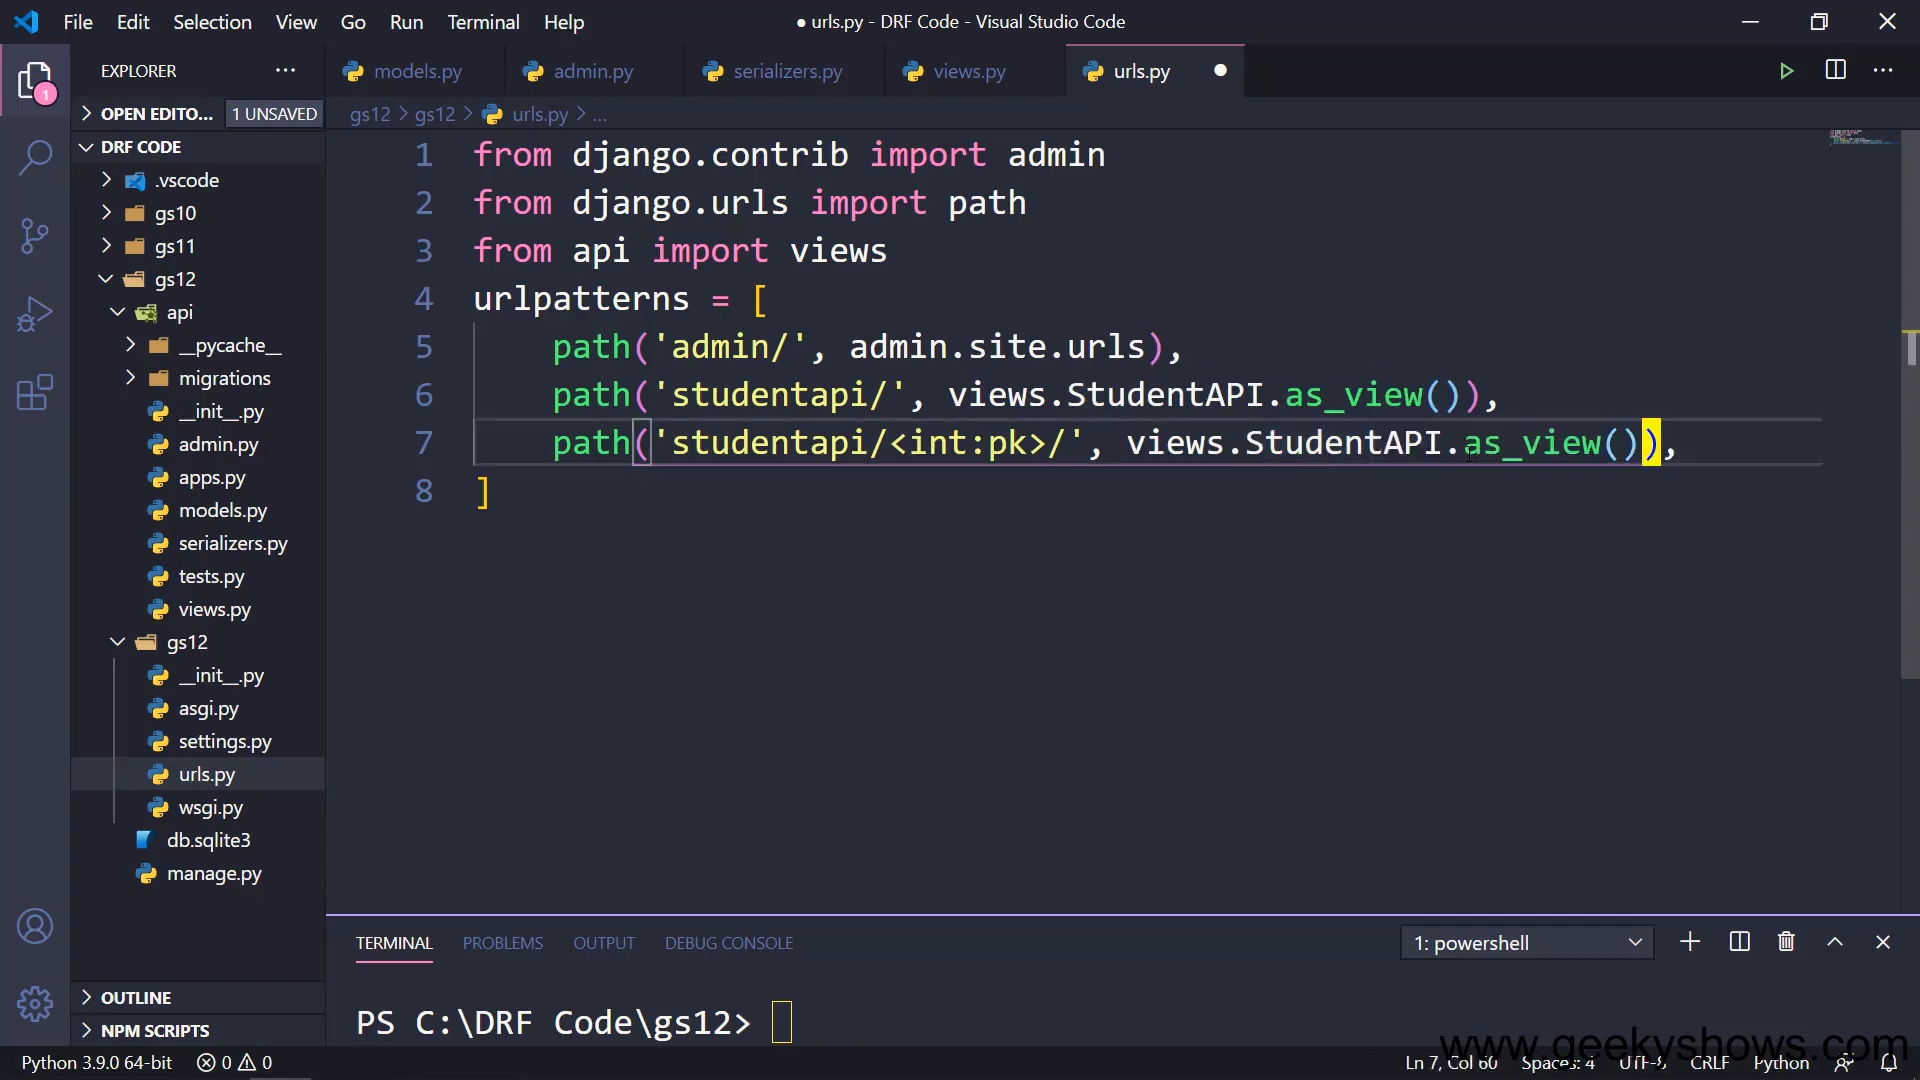 File Edit Selection View Go Run Terminal Help
● urls.py - DRF Code - Visual Studio Code
EXPLORER ···
models.py admin.py serializers.py views.py urls.py
OPEN EDITO... 1 UNSAVED
gs12 > gs12 > urls.py > ...
DRF CODE
.vscode
gs10
gs11
gs12
api
__pycache__
migrations
__init__.py
admin.py
apps.py
models.py
serializers.py
tests.py
views.py
gs12
__init__.py
asgi.py
settings.py
urls.py
wsgi.py
db.sqlite3
manage.py
OUTLINE
NPM SCRIPTS
1 from django.contrib import admin
2 from django.urls import path
3 from api import views
4 urlpatterns = [
5 path('admin/', admin.site.urls),
6 path('studentapi/', views.StudentAPI.as_view()),
7 path('studentapi/<int:pk>/', views.StudentAPI.as_view()),
8 ]
TERMINAL PROBLEMS OUTPUT DEBUG CONSOLE 1: powershell
PS C:\DRF Code\gs12>
www.geekyshows.com
1
Python 3.9.0 64-bit 0 0 Ln 7, Col 60 Spaces: 4 UTF-8 CRLF Python